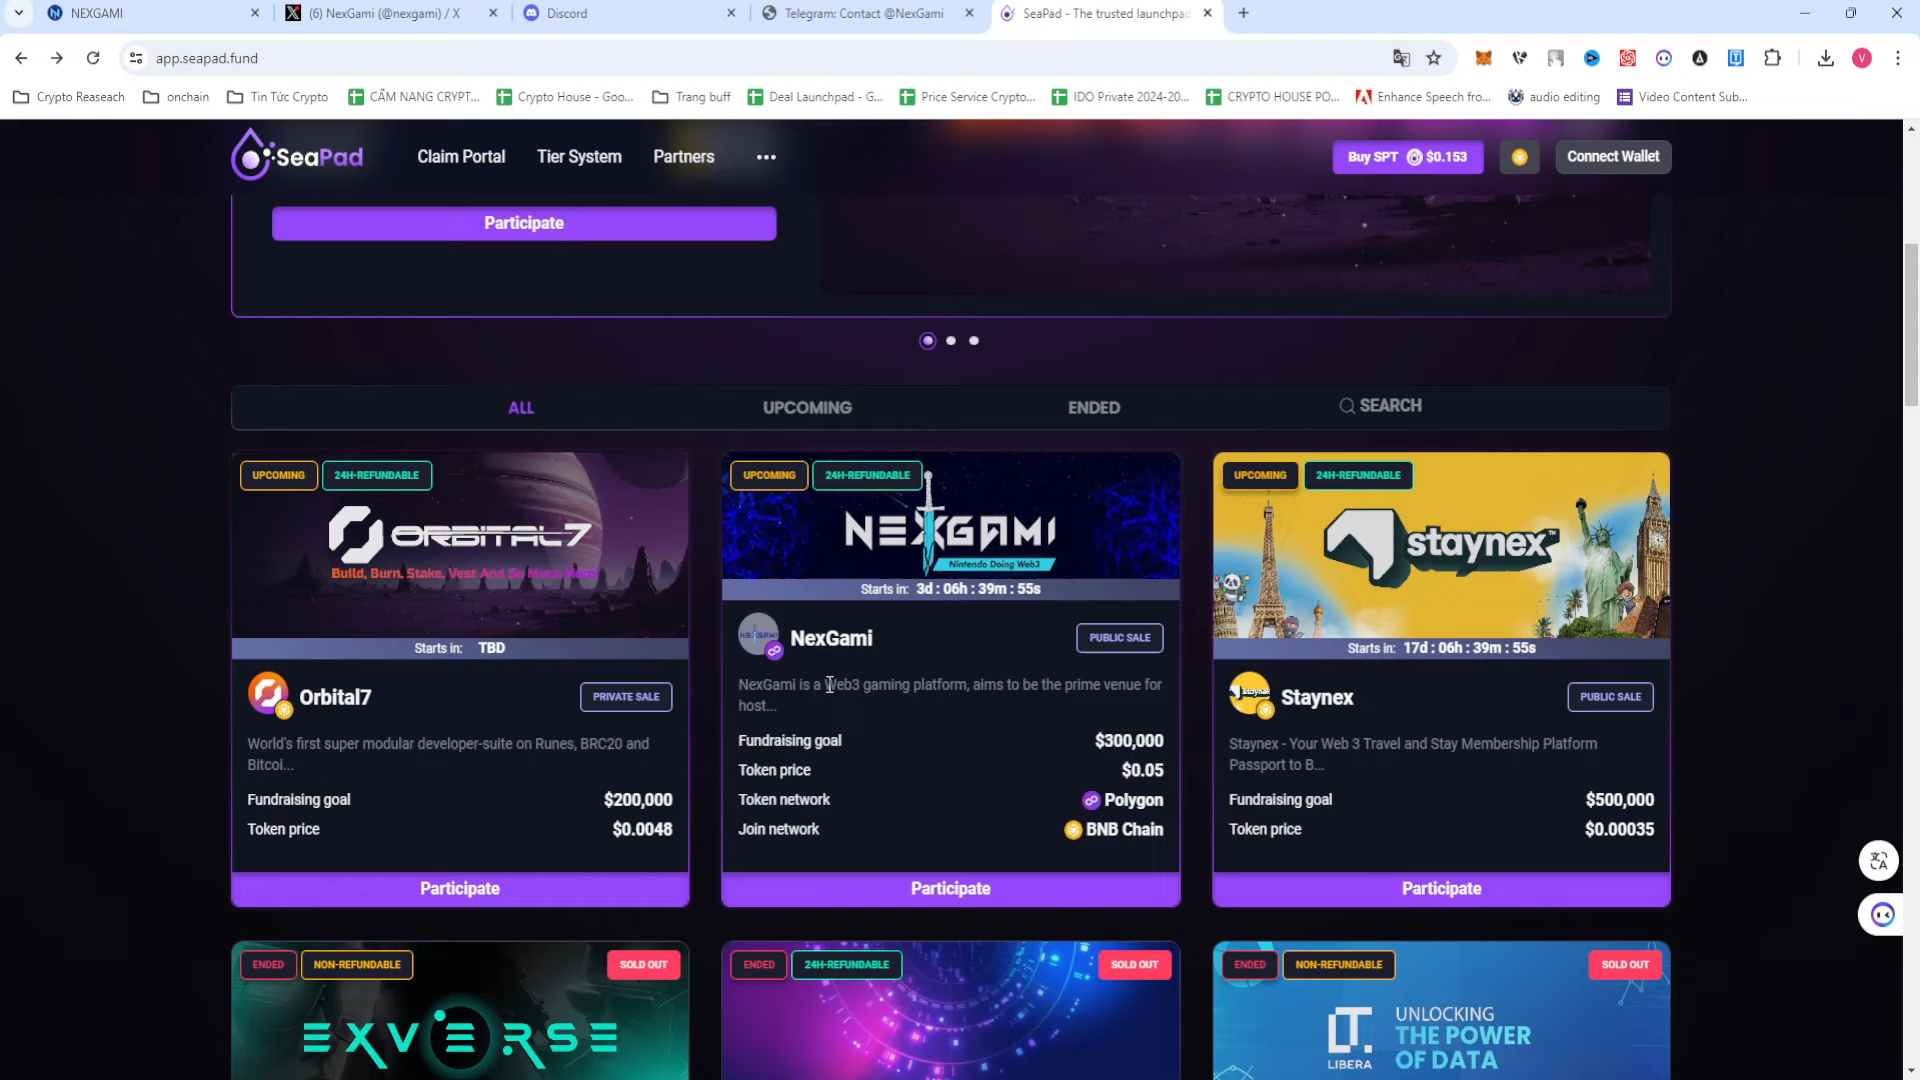 NEXGAMI
(6) NexGami (@nexgami) / X
Discord
Telegram: Contact @NexGami
SeaPad - The trusted launchpad
app.seapad.fund
Crypto Reaseach
onchain
Tin Tức Crypto
CẨM NANG CRYPT...
Crypto House - Goo...
Trang buff
Deal Launchpad - G...
Price Service Crypto...
IDO Private 2024-20...
CRYPTO HOUSE PO...
Enhance Speech fro...
audio editing
Video Content Sub...
SeaPad
Claim Portal
Tier System
Partners
Buy SPT $0.153
Connect Wallet
Participate
ALL
UPCOMING
ENDED
SEARCH
UPCOMING
24H-REFUNDABLE
ORBITAL7
Build, Burn, Stake, Vest And So Much More!
Starts in: TBD
Orbital7
PRIVATE SALE
World's first super modular developer-suite on Runes, BRC20 and
Bitcoi...
Fundraising goal $200,000
Token price $0.0048
Participate
UPCOMING
24H-REFUNDABLE
NEXGAMI
Nintendo Doing Web3
Starts in: 3d : 06h : 39m : 55s
NexGami
PUBLIC SALE
NexGami is a Web3 gaming platform, aims to be the prime venue for
host...
Fundraising goal $300,000
Token price $0.05
Token network Polygon
Join network BNB Chain
Participate
UPCOMING
24H-REFUNDABLE
staynex
Starts in: 17d : 06h : 39m : 55s
Staynex
PUBLIC SALE
Staynex - Your Web 3 Travel and Stay Membership Platform
Passport to B...
Fundraising goal $500,000
Token price $0.00035
Participate
ENDED
NON-REFUNDABLE
SOLD OUT
EXVERSE
ENDED
24H-REFUNDABLE
SOLD OUT
ENDED
NON-REFUNDABLE
SOLD OUT
LIBERA
UNLOCKING
THE POWER
OF DATA